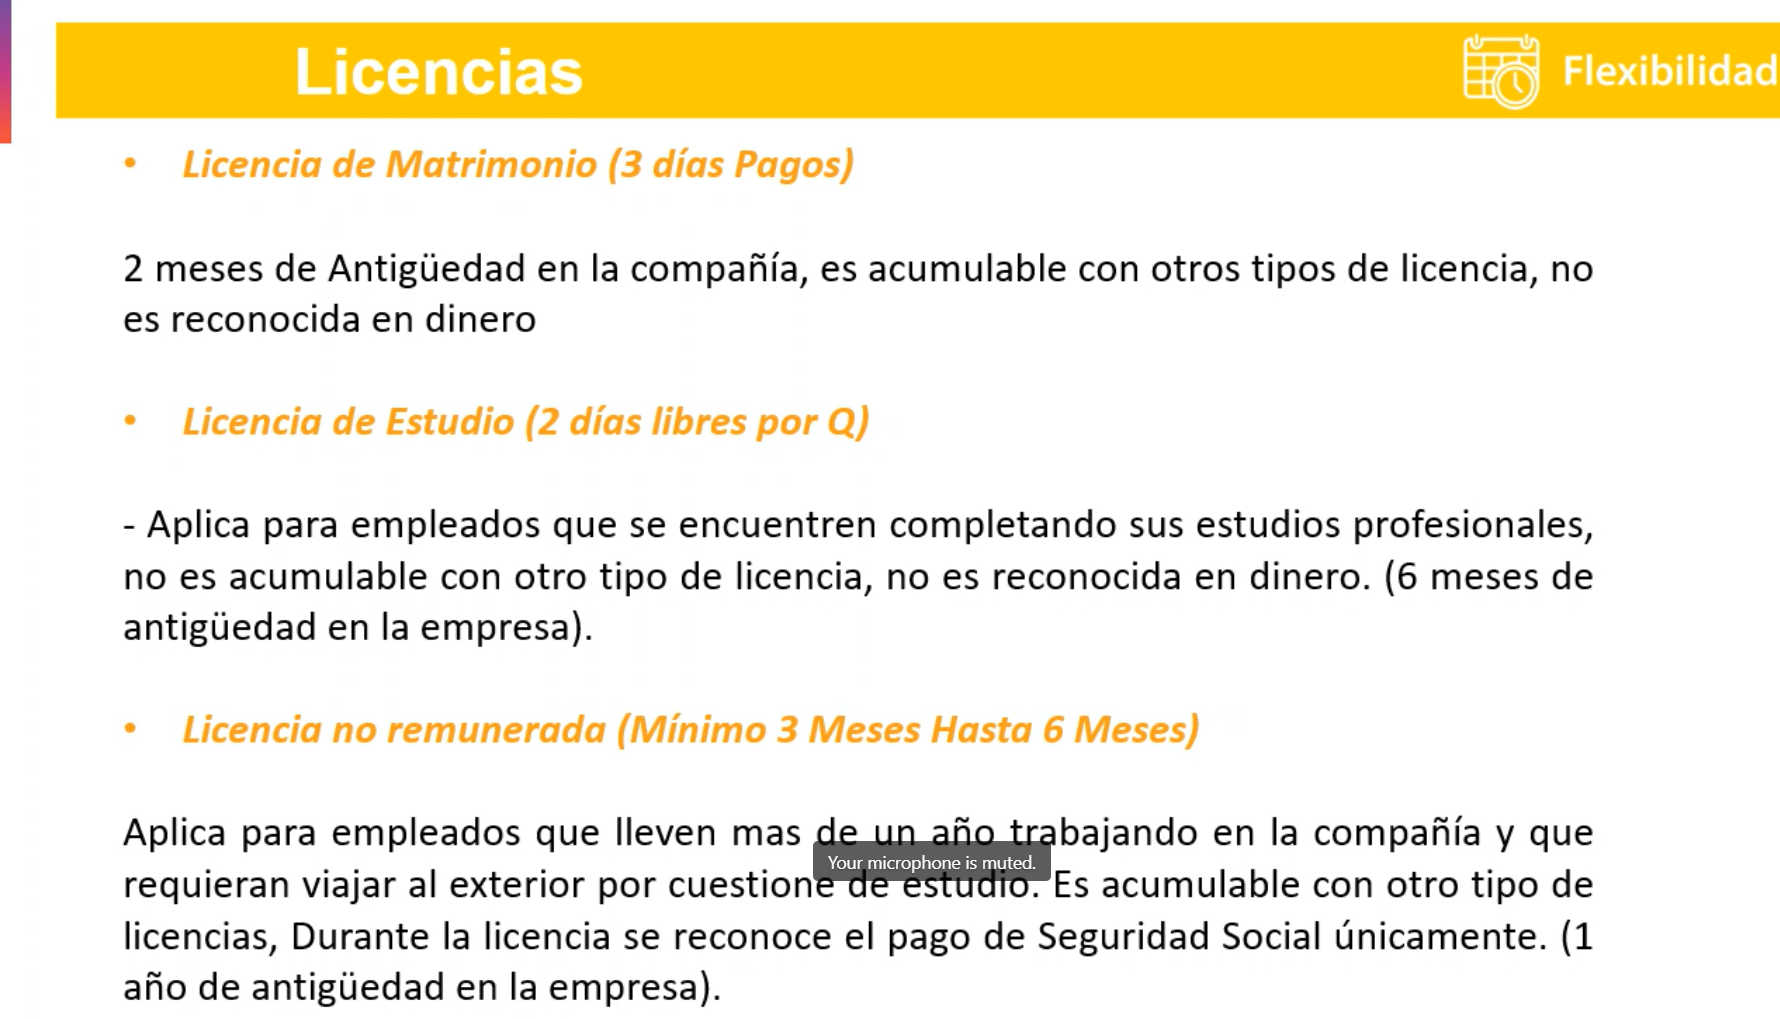 Licencias
Flexibilidad
• Licencia de Matrimonio (3 días Pagos)
2 meses de Antigüedad en la compañía, es acumulable con otros tipos de licencia, no
es reconocida en dinero
• Licencia de Estudio (2 días libres por Q)
- Aplica para empleados que se encuentren completando sus estudios profesionales,
no es acumulable con otro tipo de licencia, no es reconocida en dinero. (6 meses de
antigüedad en la empresa).
• Licencia no remunerada (Mínimo 3 Meses Hasta 6 Meses)
Aplica para empleados que lleven mas de un año trabajando en la compañía y que
Your microphone is muted.
requieran viajar al exterior por cuestione de estudio. Es acumulable con otro tipo de
licencias, Durante la licencia se reconoce el pago de Seguridad Social únicamente. (1
año de antigüedad en la empresa).